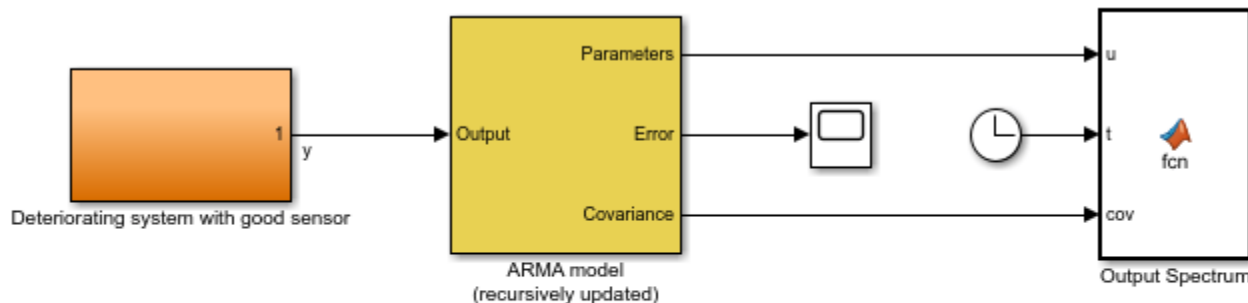 Parameters
u
1
y
Output
Error
t
fcn
Covariance
cov
Deteriorating system with good sensor
ARMA model
(recursively updated)
Output Spectrum